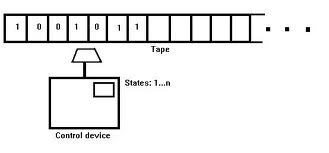 1 0 0 1 0 1 1
Tape
States: 1...n
Control device